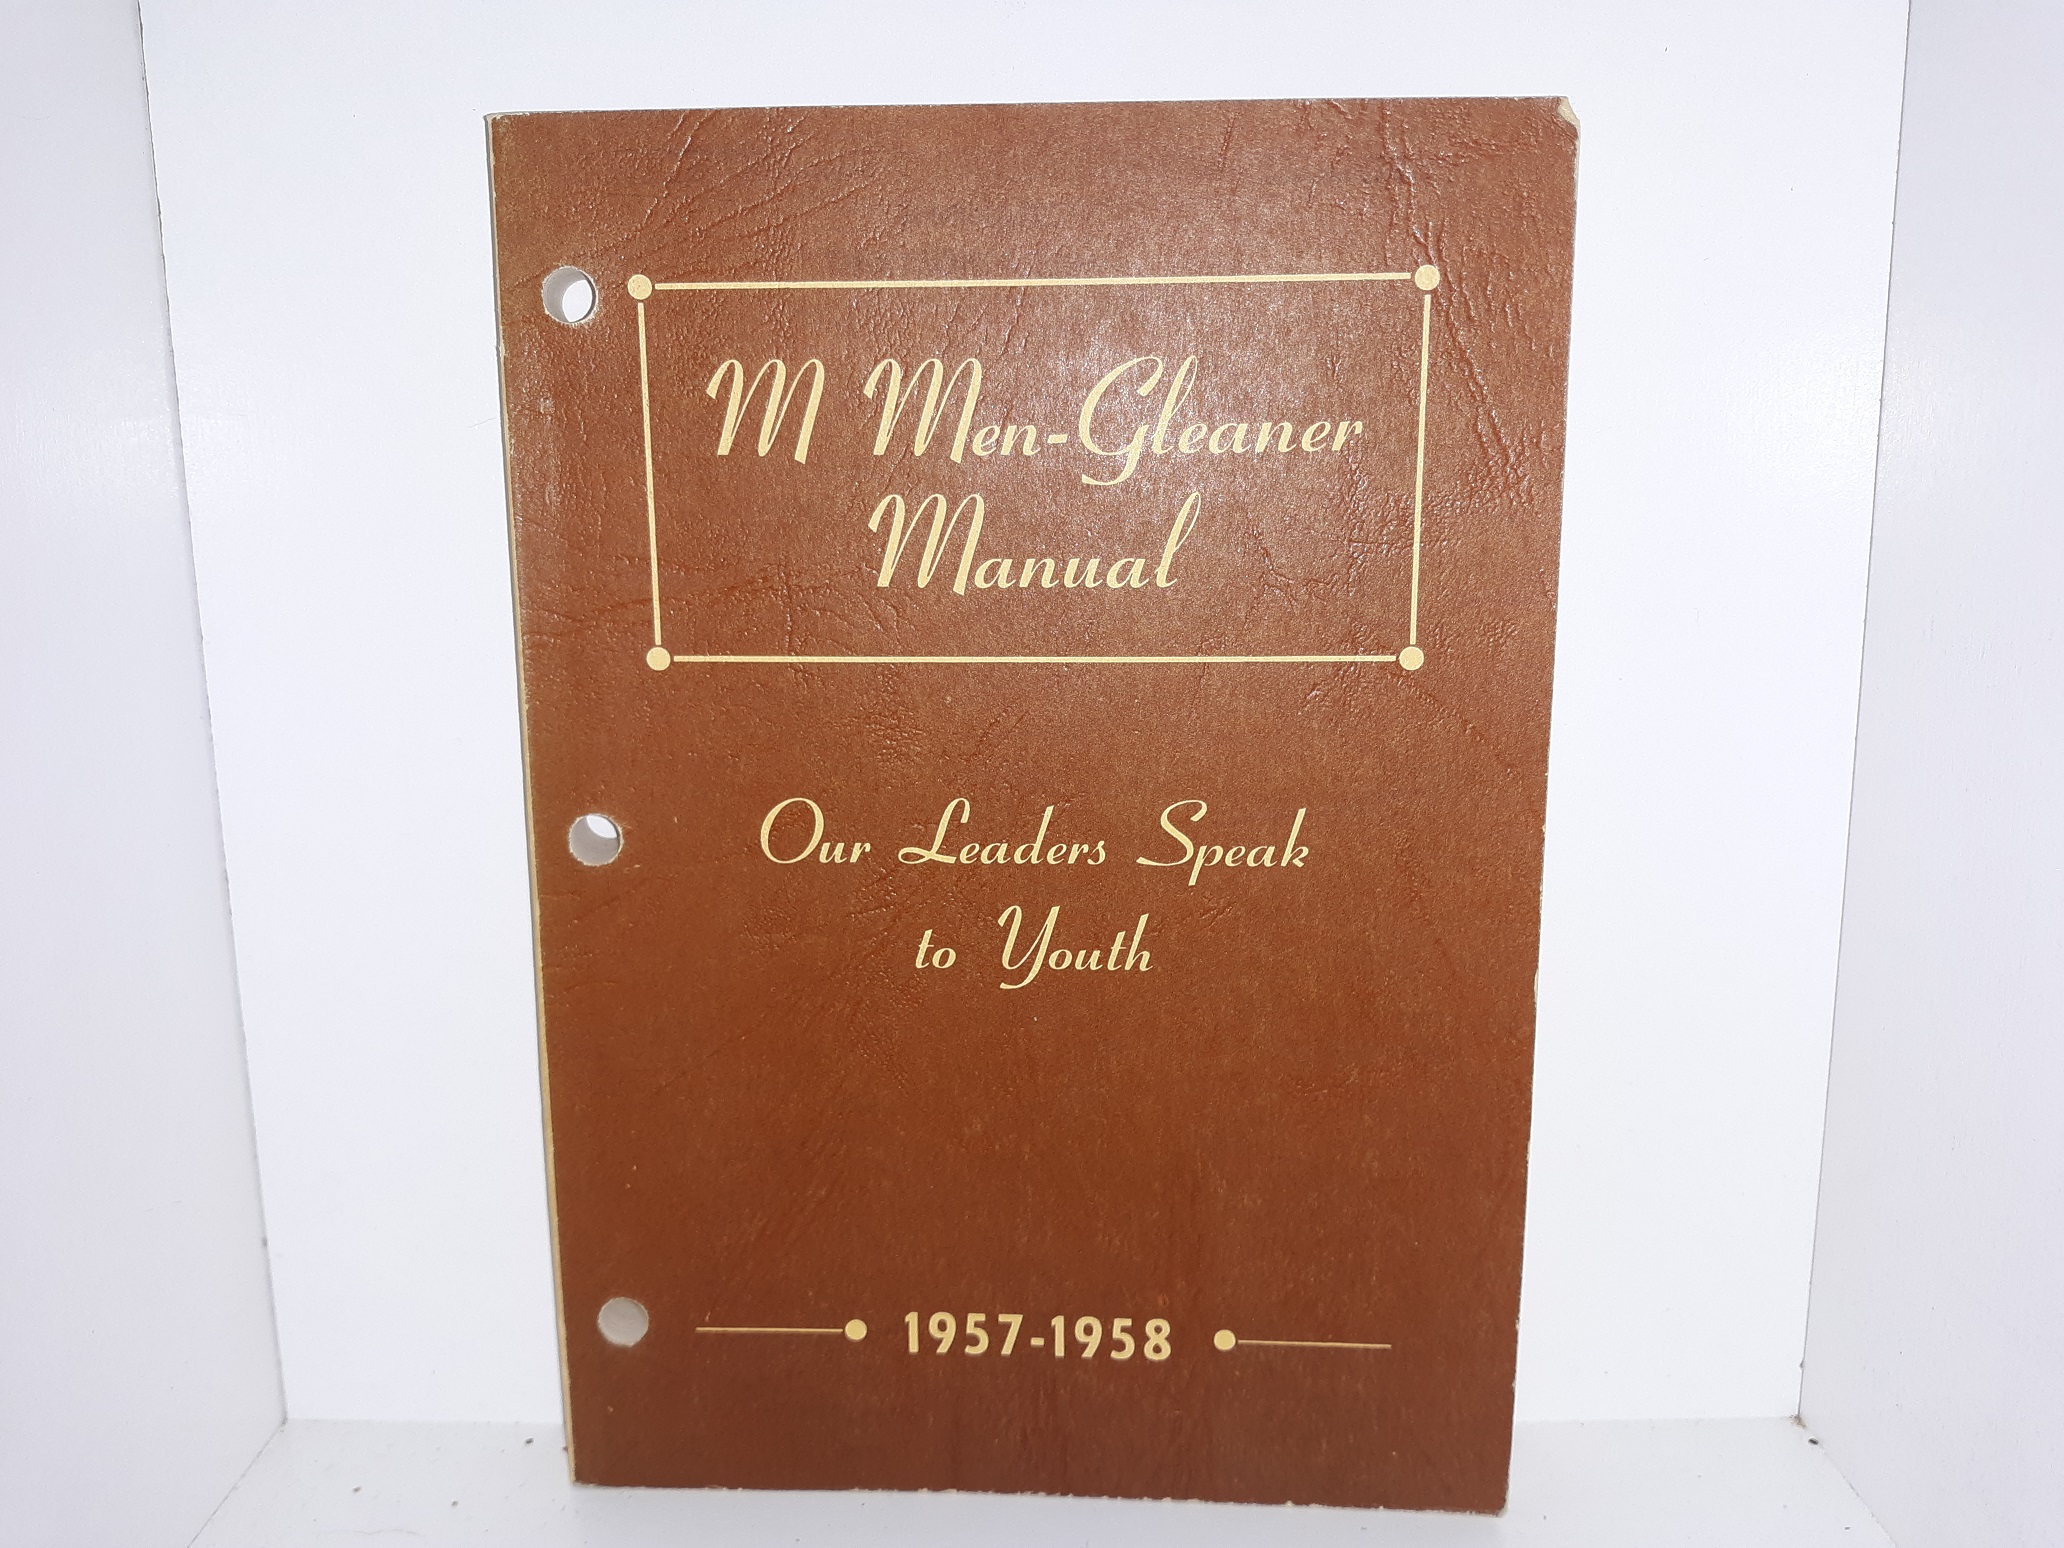 M Men-Gleaner
Manual
Our Leaders Speak
to Youth
1957-1958